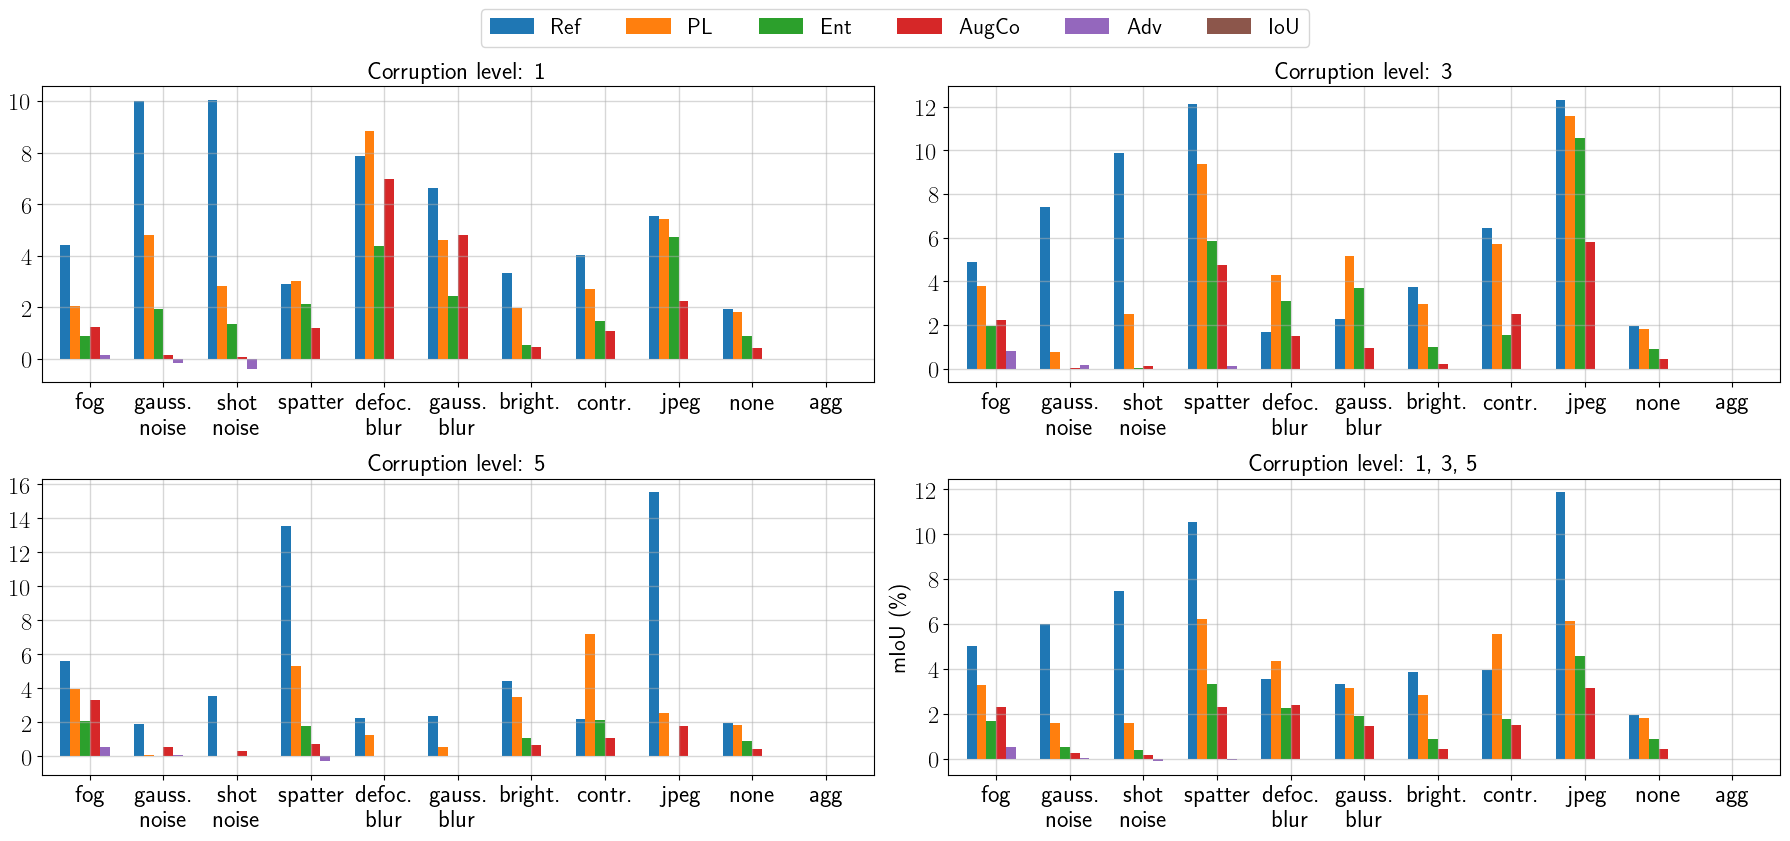 Ref PL Ent AugCo Adv IoU
Corruption level: 1
10
8
6
4
2
0
fog gauss. shot spatter defoc. gauss. bright. contr. jpeg none agg
noise noise blur blur
Corruption level: 3
12
10
8
6
4
2
0
fog gauss. shot spatter defoc. gauss. bright. contr. jpeg none agg
noise noise blur blur
Corruption level: 5
16
14
12
10
8
6
4
2
0
fog gauss. shot spatter defoc. gauss. bright. contr. jpeg none agg
noise noise blur blur
Corruption level: 1, 3, 5
mIoU (%)
12
10
8
6
4
2
0
fog gauss. shot spatter defoc. gauss. bright. contr. jpeg none agg
noise noise blur blur